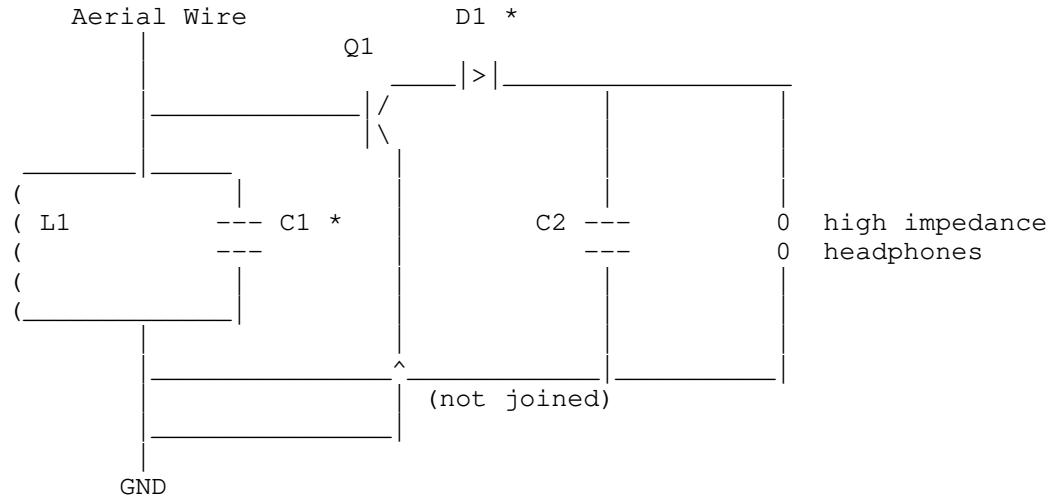 Aerial Wire D1 *
Q1
L1 C1 * C2 high impedance
headphones
(not joined)
GND